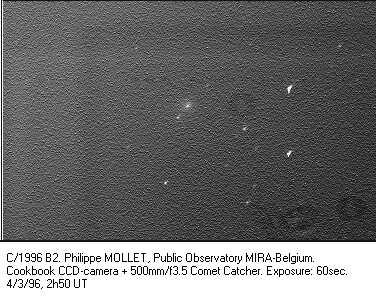 C/1996 B2. Philippe MOLLET, Public Observatory MIRA-Belgium.
Cookbook CCD-camera + 500mm/f3.5 Comet Catcher. Exposure: 60sec.
4/3/96, 2h50 UT